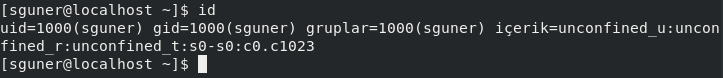 [sguner@localhost ~]$ id
uid=1000(sguner) gid=1000(sguner) gruplar=1000(sguner) içerik=unconfined_u:uncon
fined_r:unconfined_t:s0-s0:c0.c1023
[sguner@localhost ~]$